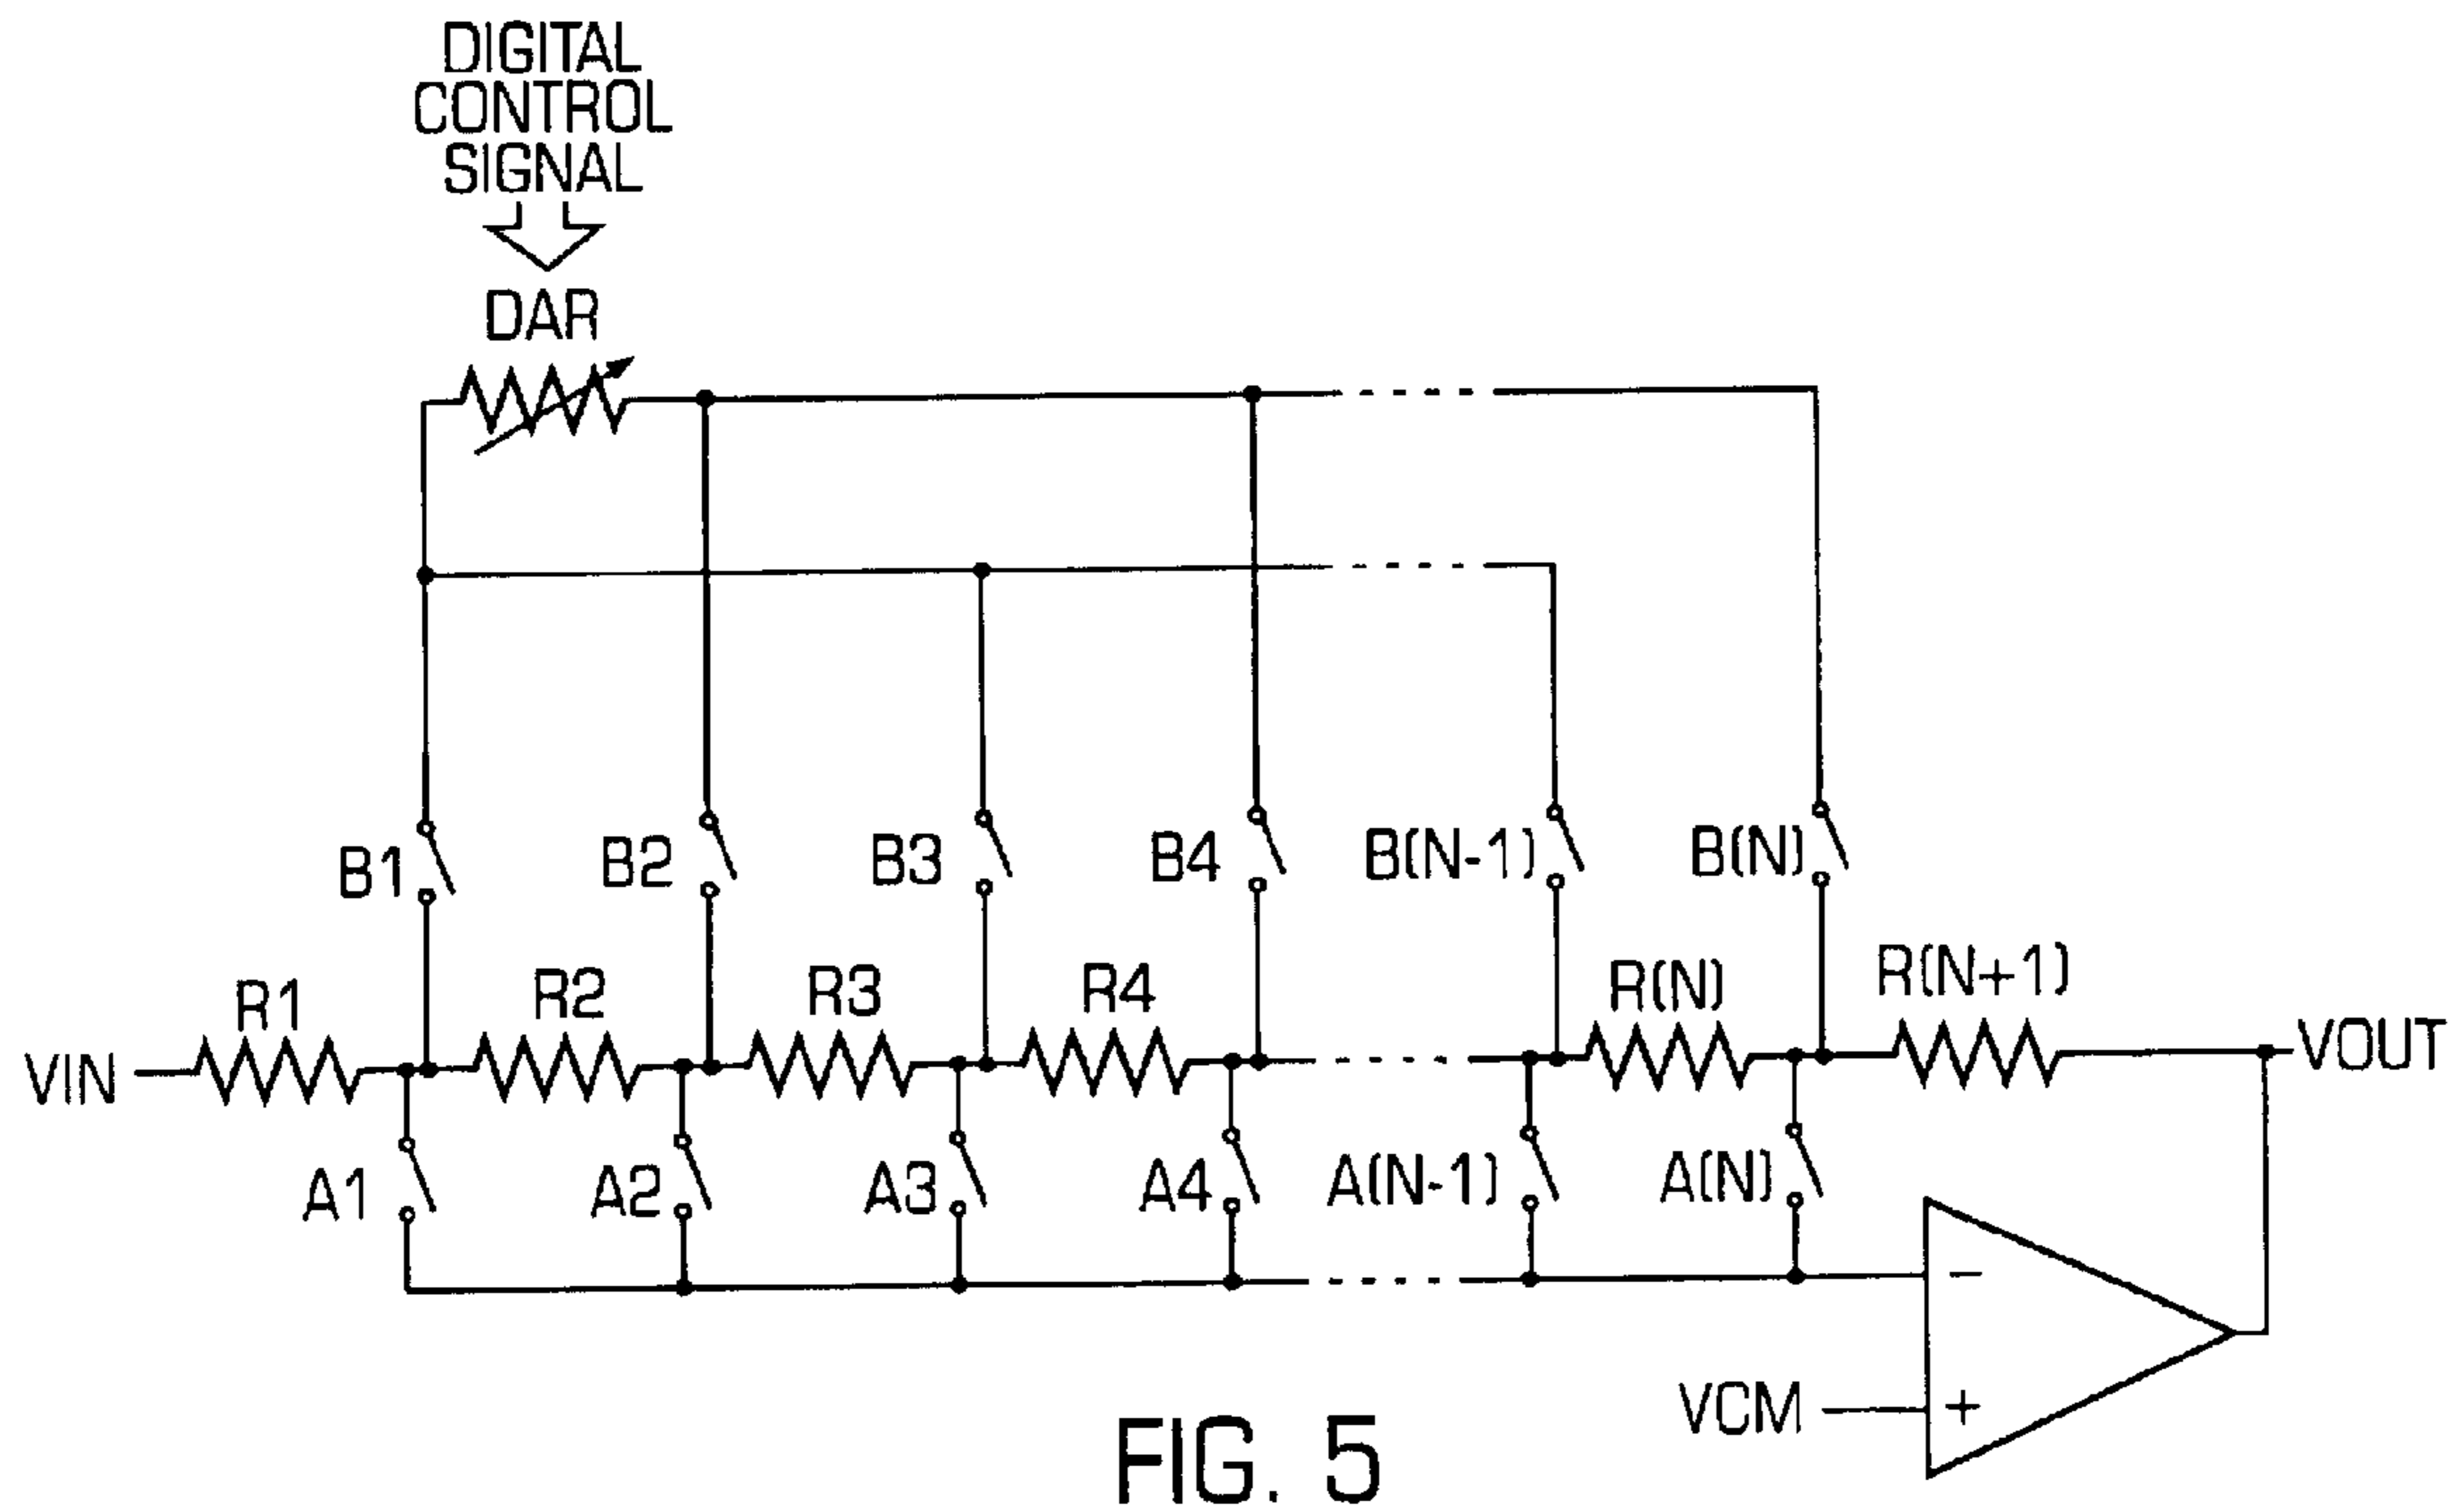 DIGITAL
CONTROL
SIGNAL
DAR
B1
B2
B3
B4
B(N-1)
B(N)
R1
R2
R3
R4
R(N)
R(N+1)
VIN
VOUT
A1
A2
A3
A4
A(N-1)
A(N)
−
VCM
+
FIG. 5